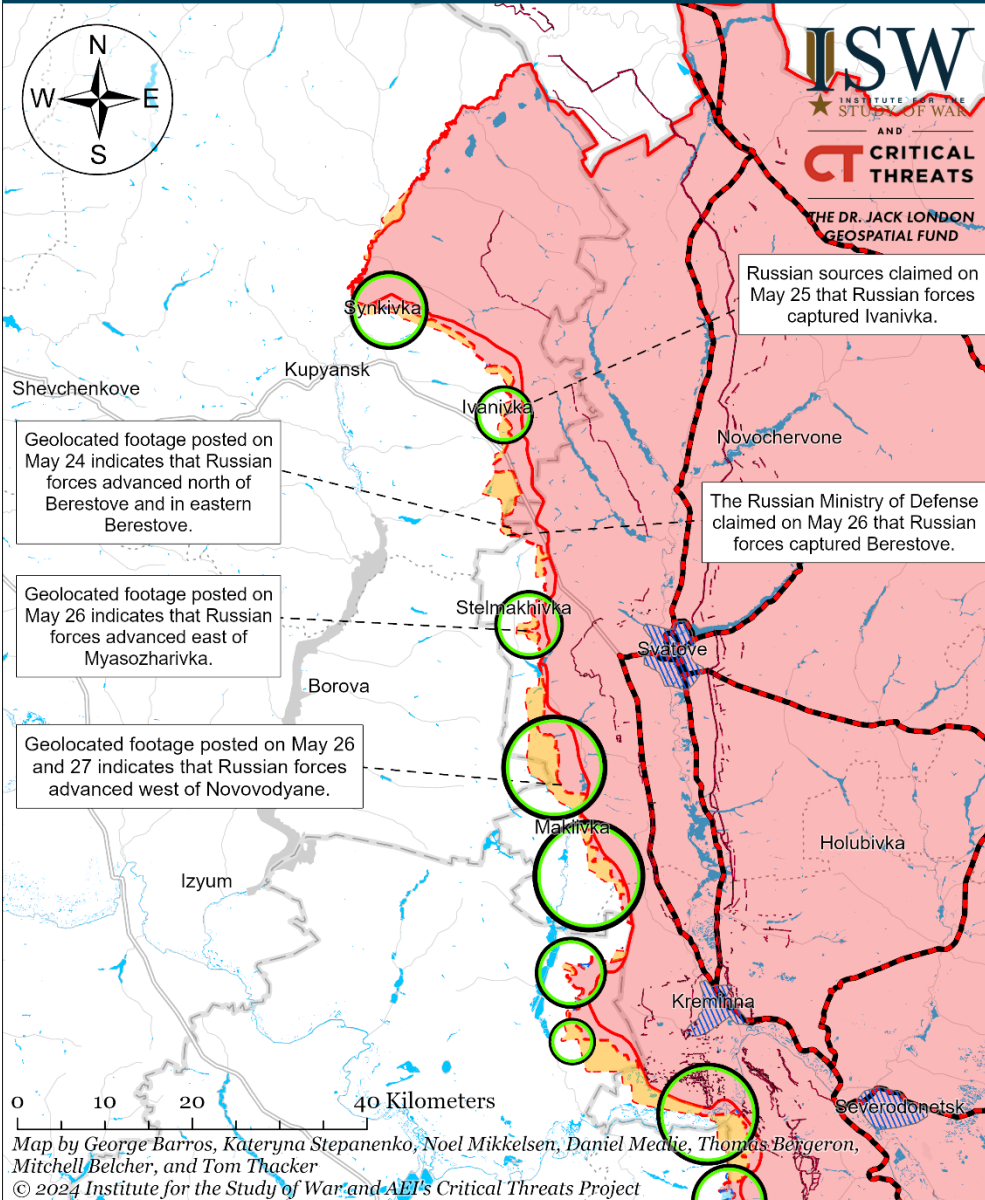 N
W E
S
ISW
INSTITUTE FOR THE
STUDY OF WAR
AND
CT CRITICAL
THREATS
THE DR. JACK LONDON
GEOSPATIAL FUND
Russian sources claimed on
May 25 that Russian forces
captured Ivanivka.
Synkivka
Kupyansk
Shevchenkove
Ivanivka
Novochervone
Geolocated footage posted on
May 24 indicates that Russian
forces advanced north of
Berestove and in eastern
Berestove.
The Russian Ministry of Defense
claimed on May 26 that Russian
forces captured Berestove.
Geolocated footage posted on
May 26 indicates that Russian
forces advanced east of
Myasozharivka.
Stelmakhivka
Svatove
Borova
Geolocated footage posted on May 26
and 27 indicates that Russian forces
advanced west of Novovodyane.
Makiivka
Holubivka
Izyum
Kreminna
Severodonetsk
0 10 20 40 Kilometers
Map by George Barros, Kateryna Stepanenko, Noel Mikkelsen, Daniel Mealie, Thomas Bergeron,
Mitchell Belcher, and Tom Thacker
© 2024 Institute for the Study of War and AEI's Critical Threats Project